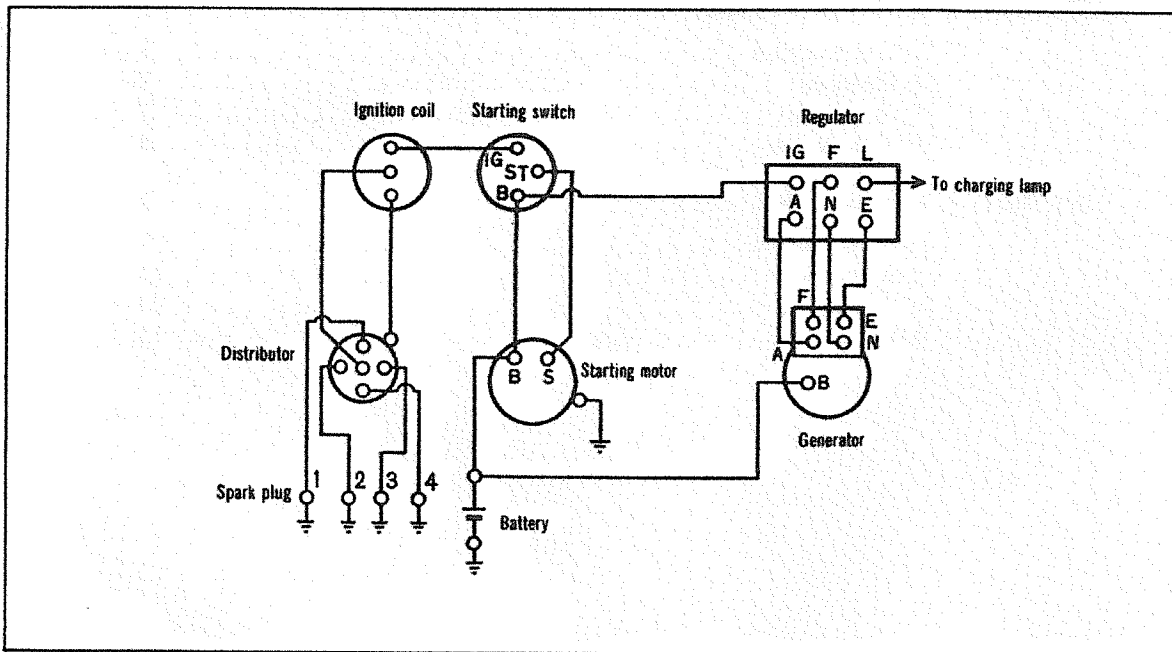 Ignition coil
Starting switch
Regulator
IG F L
IG
ST
B
To charging lamp
A N E
F
E
A
N
Distributor
B S
Starting motor
B
Generator
1 2 3 4
Spark plug
Battery